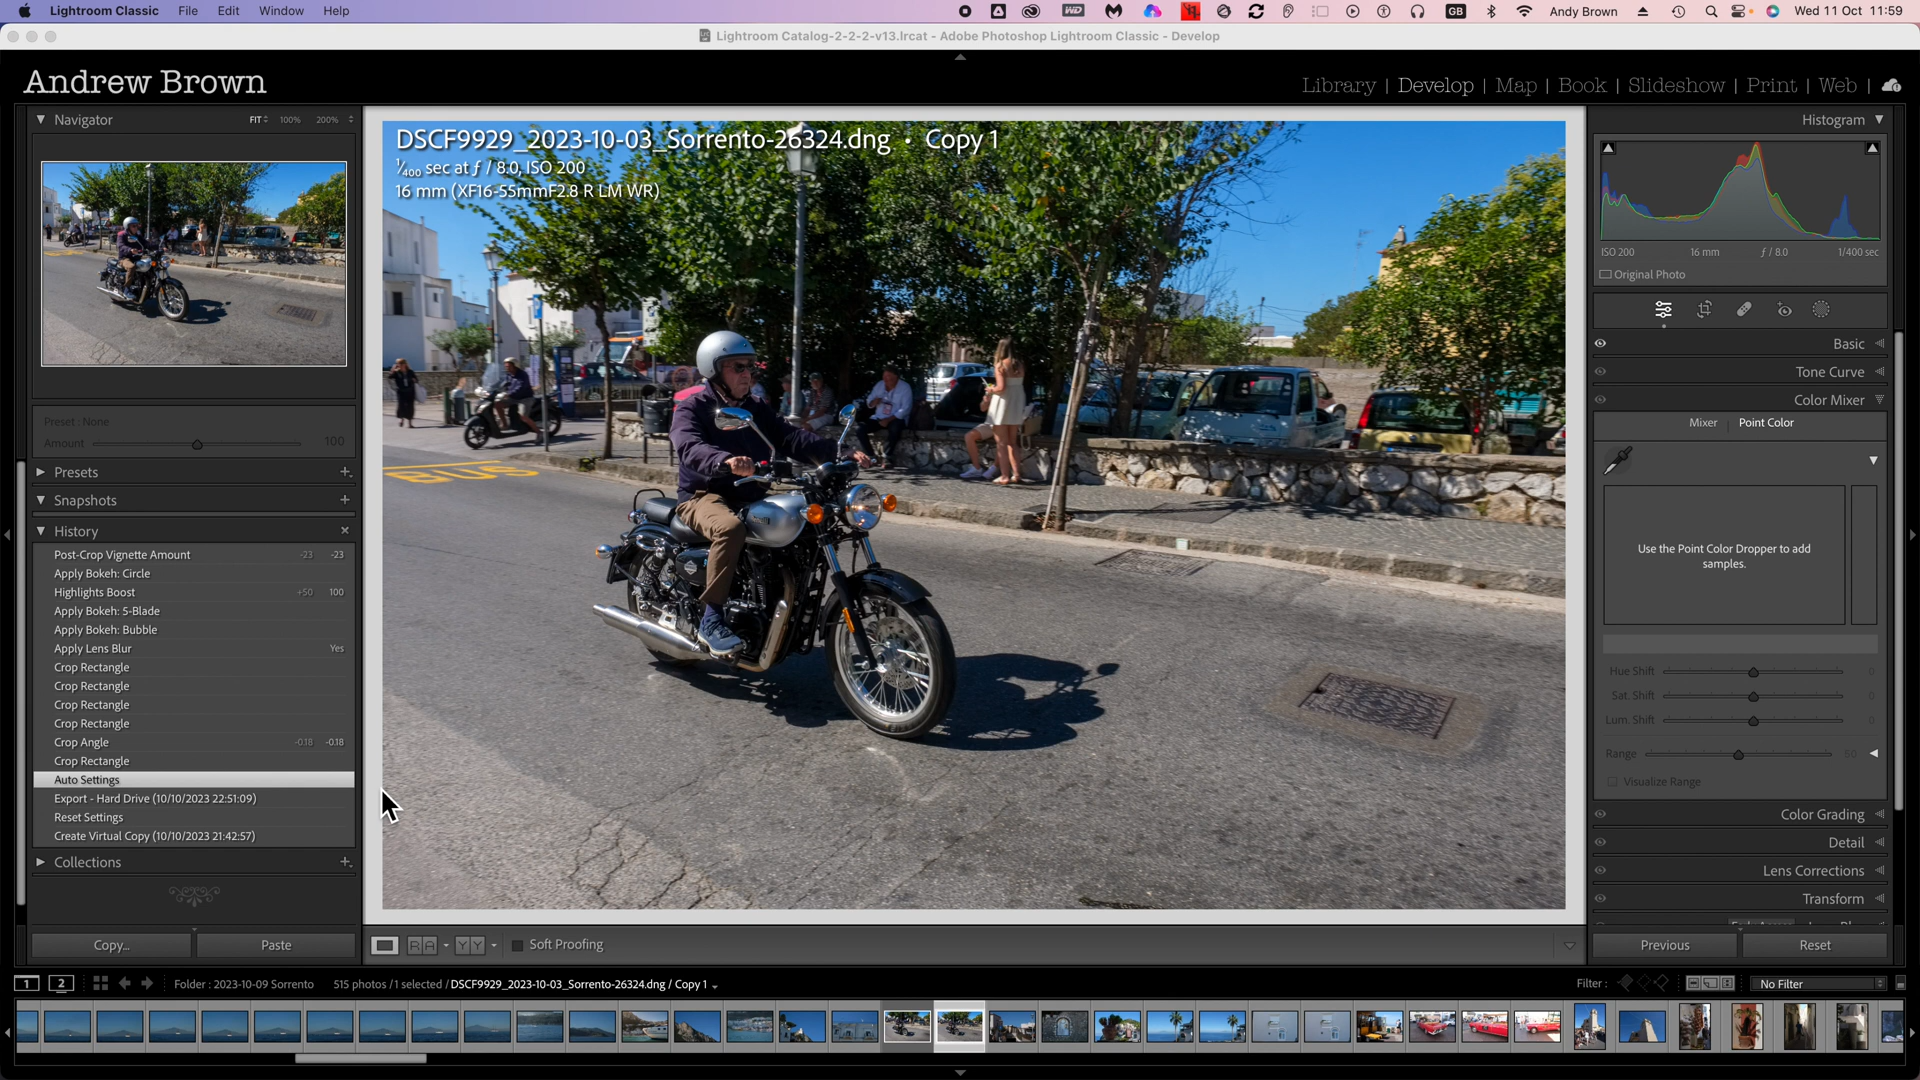 Lightroom Classic File Edit Window Help
GB Andy Brown Wed 11 Oct 11:59
Lightroom Catalog-2-2-2-v13.lrcat - Adobe Photoshop Lightroom Classic - Develop
Andrew Brown
Library | Develop | Map | Book | Slideshow | Print | Web |
Navigator FIT 100% 200%
Preset : None
Amount 100
Presets
Snapshots
History
Post-Crop Vignette Amount -23 -23
Apply Bokeh: Circle
Highlights Boost +50 100
Apply Bokeh: 5-Blade
Apply Bokeh: Bubble
Apply Lens Blur Yes
Crop Rectangle
Crop Rectangle
Crop Rectangle
Crop Rectangle
Crop Angle -0.18 -0.18
Crop Rectangle
Auto Settings
Export - Hard Drive (10/10/2023 22:51:09)
Reset Settings
Create Virtual Copy (10/10/2023 21:42:57)
Collections
Copy... Paste
DSCF9929_2023-10-03_Sorrento-26324.dng • Copy 1
1/400 sec at ƒ / 8.0, ISO 200
16 mm (XF16-55mmF2.8 R LM WR)
BUS
R A Y Y Soft Proofing
Histogram
ISO 200 16 mm ƒ / 8.0 1/400 sec
Original Photo
Basic
Tone Curve
Color Mixer
Mixer | Point Color
Use the Point Color Dropper to add
samples.
Hue Shift 0
Sat. Shift 0
Lum. Shift 0
Range 50
Visualize Range
Color Grading
Detail
Lens Corrections
Transform
Previous Reset
1 2 Folder : 2023-10-09 Sorrento 515 photos / 1 selected / DSCF9929_2023-10-03_Sorrento-26324.dng / Copy 1
Filter : No Filter